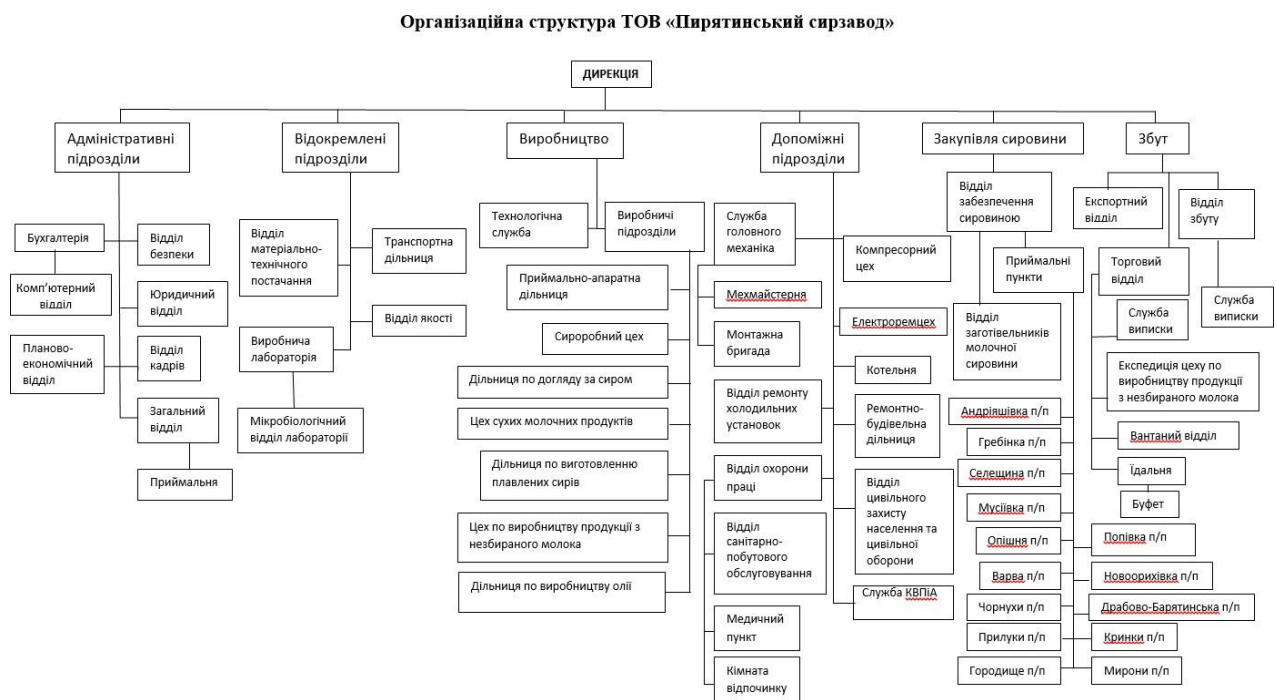 Організаційна структура ТОВ «Пирятинський сирзавод»
ДИРЕКЦІЯ
Адміністративні
підрозділи
Відокремлені
підрозділи
Виробництво
Допоміжні
підрозділи
Закупівля сировини
Збут
Бухгалтерія
Комп’ютерний
відділ
Планово-
економічний
відділ
Відділ
безпеки
Юридичний
відділ
Відділ
кадрів
Загальний
відділ
Приймальня
Відділ
матеріально-
технічного
постачання
Транспортна
дільниця
Відділ якості
Виробнича
лабораторія
Мікробіологічний
відділ лабораторії
Технологічна
служба
Виробничі
підрозділи
Приймально-апаратна
дільниця
Сироробний цех
Дільниця по догляду за сиром
Цех сухих молочних продуктів
Дільниця по виготовленню
плавлених сирів
Цех по виробництву продукції з
незбираного молока
Дільниця по виробництву олії
Служба
головного
механіка
Мехмайстерня
Монтажна
бригада
Відділ ремонту
холодильних
установок
Відділ охорони
праці
Відділ
санітарно-
побутового
обслуговування
Медичний
пункт
Кімната
відпочинку
Компресорний
цех
Електроремцех
Котельня
Ремонтно-
будівельна
дільниця
Відділ
цивільного
захисту
населення та
цивільної
оборони
Служба КВПіА
Відділ
забезпечення
сировиною
Приймальні
пункти
Відділ
заготівельників
молочної
сировини
Андріяшівка п/п
Гребінка п/п
Селещина п/п
Мусіївка п/п
Опішня п/п
Варва п/п
Чорнухи п/п
Прилуки п/п
Городище п/п
Попівка п/п
Новоорихівка п/п
Драбово-Барятинська п/п
Кринки п/п
Мирони п/п
Експортний
відділ
Відділ
збуту
Торговий
відділ
Служба
виписки
Служба
виписки
Експедиція цеху по
виробництву продукції
з незбираного молока
Вантаний відділ
Їдальня
Буфет